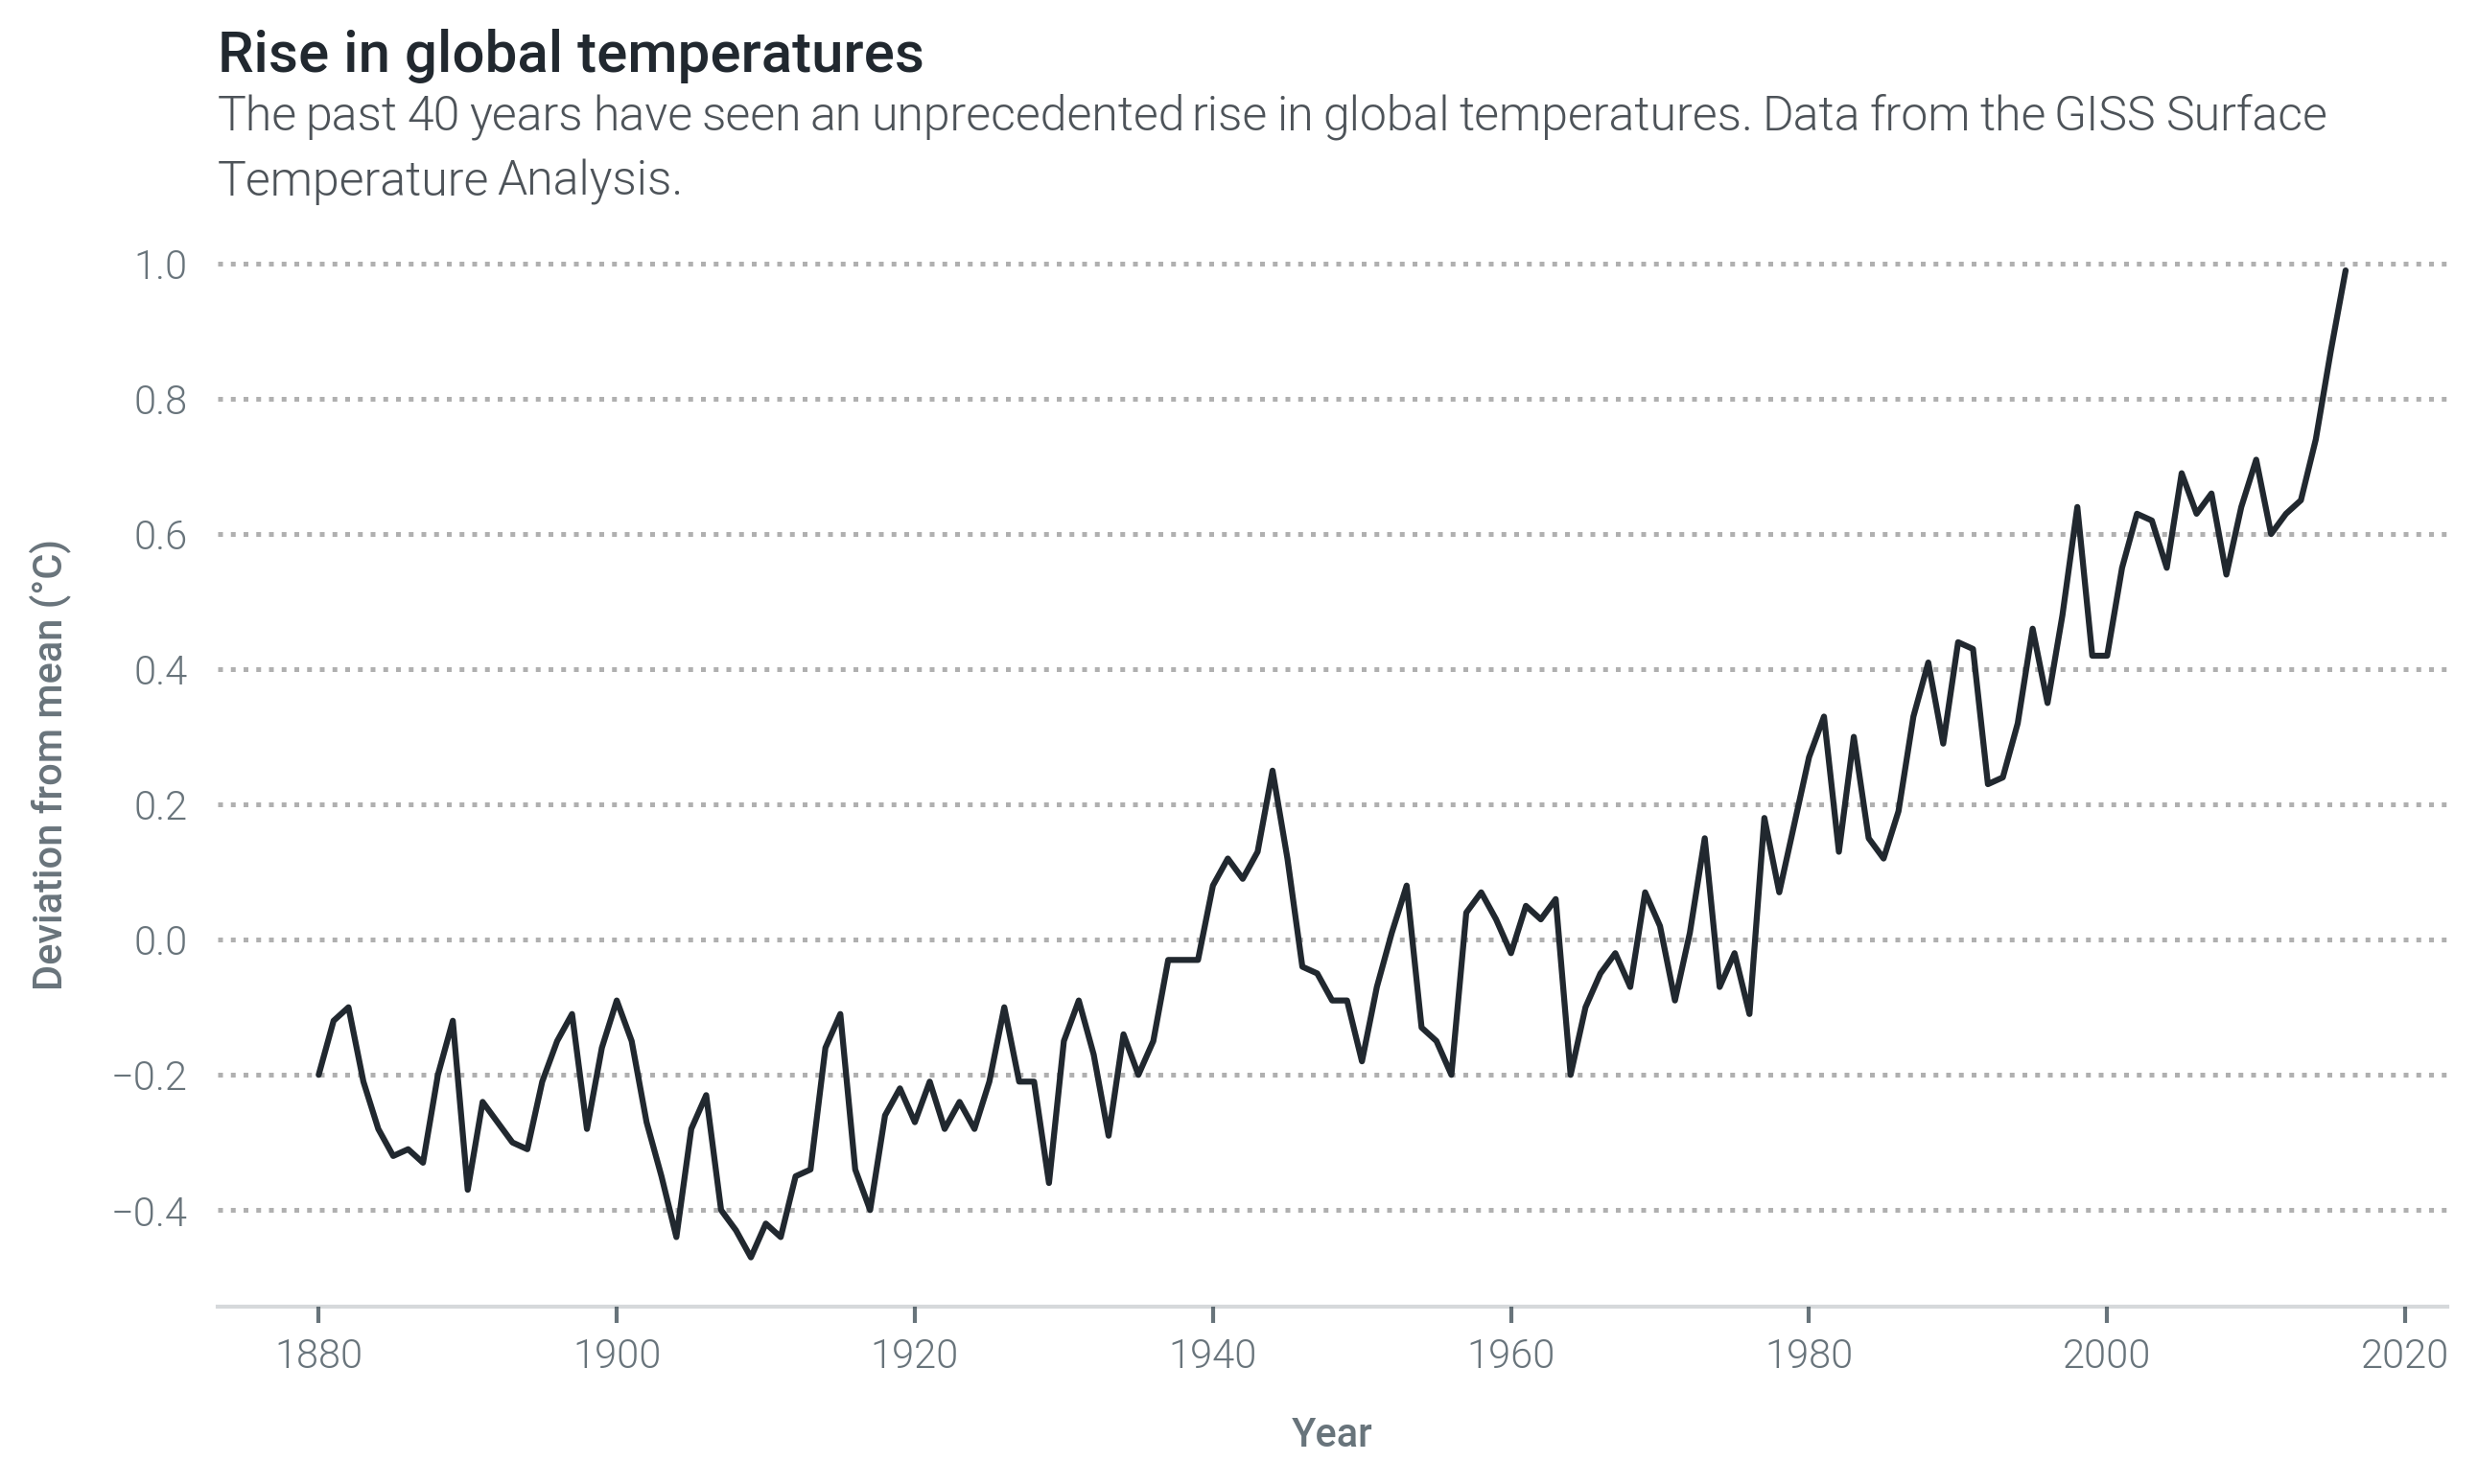 Rise in global temperatures
The past 40 years have seen an unprecedented rise in global temperatures. Data from the GISS Surface
Temperature Analysis.
1.0
0.8
0.6
0.4
0.2
0.0
−0.2
−0.4
Deviation from mean (°C)
1880 1900 1920 1940 1960 1980 2000 2020
Year